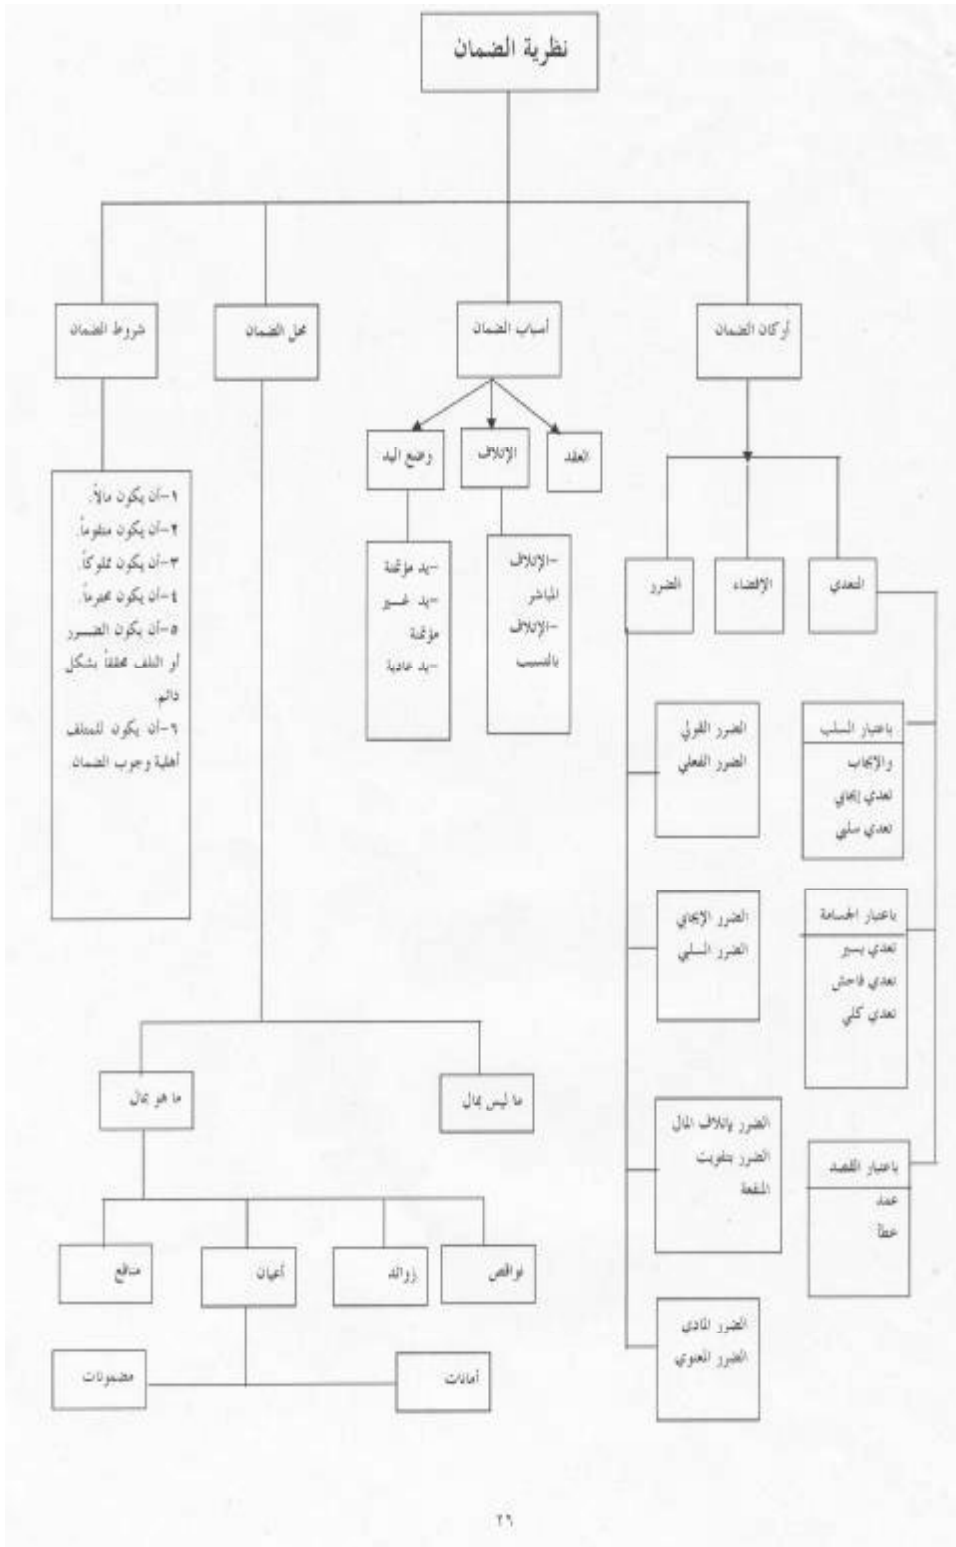 نظرية الضمان
أركان الضمان
أسباب الضمان
محل الضمان
شروط الضمان
العقد
الإتلاف
وضع اليد
التعدي
الإفضاء
الضرر
-الإتلاف
المباشر
-الإتلاف
بالتسبب
-يد مؤتمنة
-يد غـــير
مؤتمنة
-يد عادية
١-أن يكون مالاً.
٢-أن يكون متقوماً.
٣-أن يكون مملوكاً.
٤-أن يكون محترماً.
٥-أن يكون الضـــرر
أو التلف محققاً بشكل
دائم.
٦-أن يكون للمتلف
أهلية وجوب الضمان
باعتبار السلب
والإيجاب
تعدي إيجابي
تعدي سلبي
الضرر القولي
الضرر الفعلي
باعتبار الجسامة
تعدي يسير
تعدي فاحش
تعدي كلي
الضرر الإيجابي
الضرر السلبي
باعتبار القصد
عمد
خطأ
الضرر بإتلاف المال
الضرر بتفويت
المنفعة
الضرر المادي
الضرر المعنوي
ما ليس بمال
ما هو بمال
نواقص
زوائد
أعيان
منافع
أمانات
مضمونات
٢٦